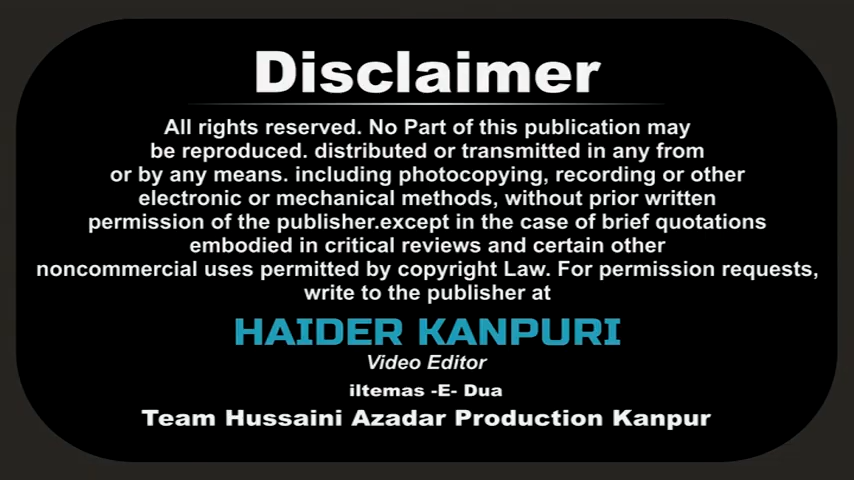 Disclaimer
All rights reserved. No Part of this publication may
be reproduced. distributed or transmitted in any from
or by any means. including photocopying, recording or other
electronic or mechanical methods, without prior written
permission of the publisher.except in the case of brief quotations
embodied in critical reviews and certain other
noncommercial uses permitted by copyright Law. For permission requests,
write to the publisher at
HAIDER KANPURI
Video Editor
iltemas -E- Dua
Team Hussaini Azadar Production Kanpur